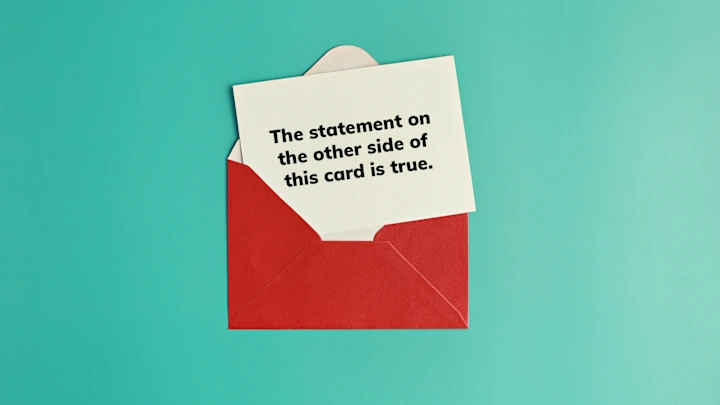 The statement on
the other side of
this card is true.